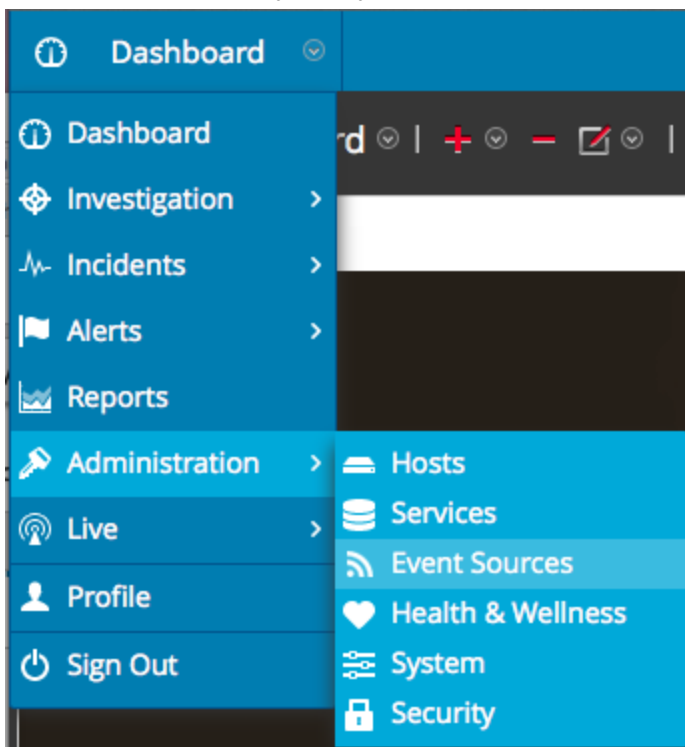 Dashboard
Dashboard
rd
Investigation
Incidents
Alerts
Reports
Administration
Hosts
Live
Services
Event Sources
Profile
Health & Wellness
Sign Out
System
Security